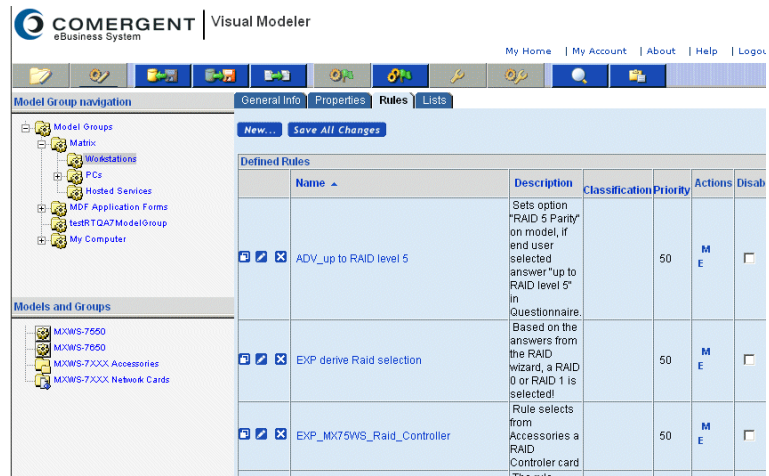 COMERGENT
eBusiness System
Visual Modeler
My Home | My Account | About | Help | Logou
Model Group navigation
Model Groups
Matrix
Workstations
PCs
Hosted Services
MDF Application Forms
testRTQA7ModelGroup
My Computer
Models and Groups
MXWS-7550
MXWS-7650
MXWS-7XXX Accessories
MXWS-7XXX Network Cards
General Info Properties Rules Lists
New... Save All Changes
Defined Rules
Name Description Classification Priority Actions Disab
ADV_up to RAID level 5
Sets option
"RAID 5 Parity"
on model, if
end user
selected
answer "up to
RAID level 5"
in
Questionnaire.
50
M
E
EXP derive Raid selection
Based on the
answers from
the RAID
wizard, a RAID
0 or RAID 1 is
selected!
50
M
E
EXP_MX75WS_Raid_Controller
Rule selects
from
Accessories a
RAID
Controler card
50
M
E
The rule